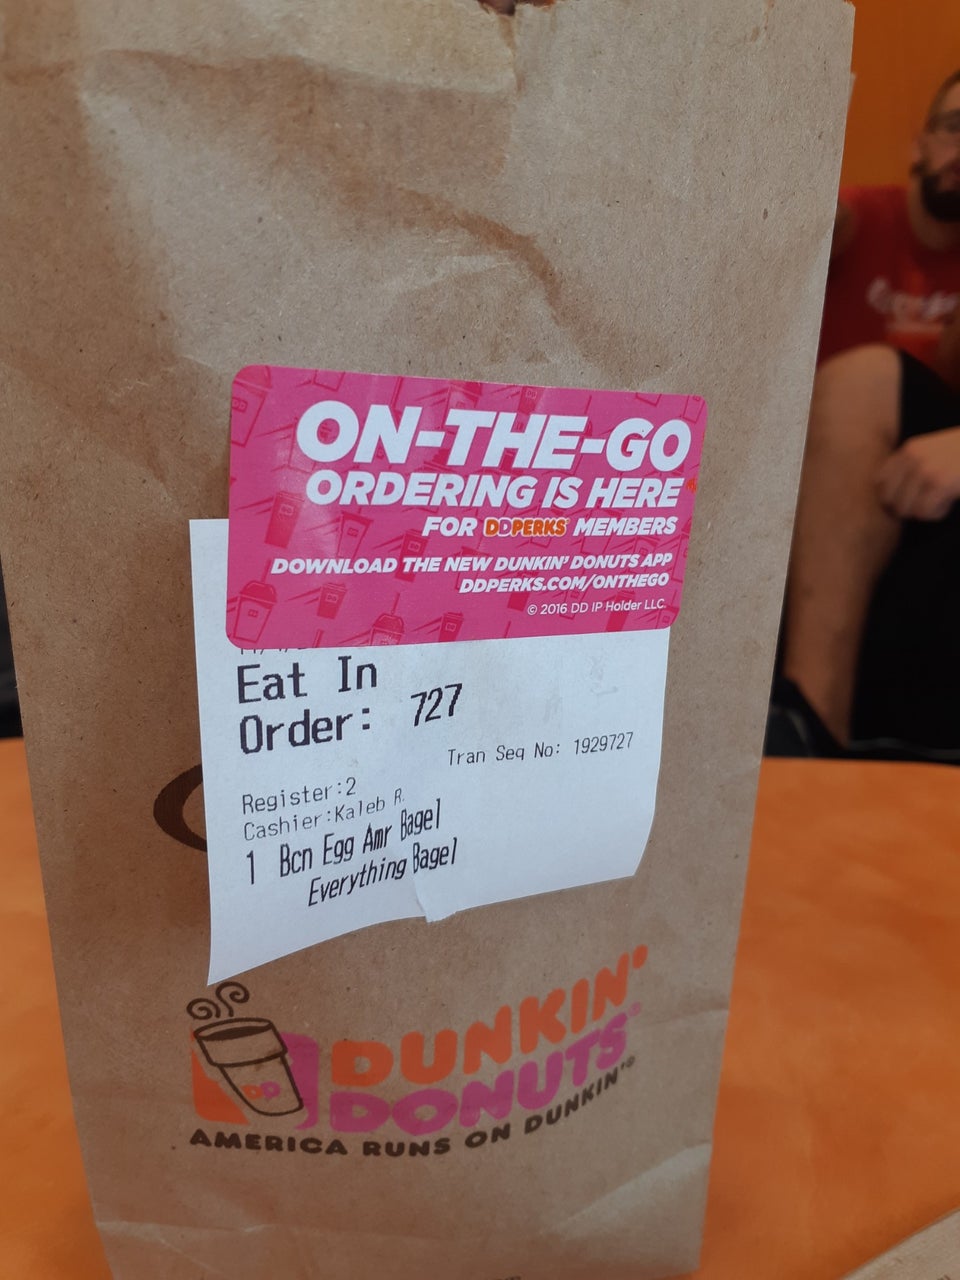 ON-THE-GO
ORDERING IS HERE
FOR DDPERKS® MEMBERS
DOWNLOAD THE NEW DUNKIN' DONUTS APP
DDPERKS.COM/ONTHEGO
© 2016 DD IP Holder LLC.
Eat In
Order: 727
Tran Seq No: 1929727
Register:2
Cashier:Kaleb R.
1 Bcn Egg Amr Bagel
Everything Bagel
DD
DUNKIN'
DONUTS®
AMERICA RUNS ON DUNKIN'®